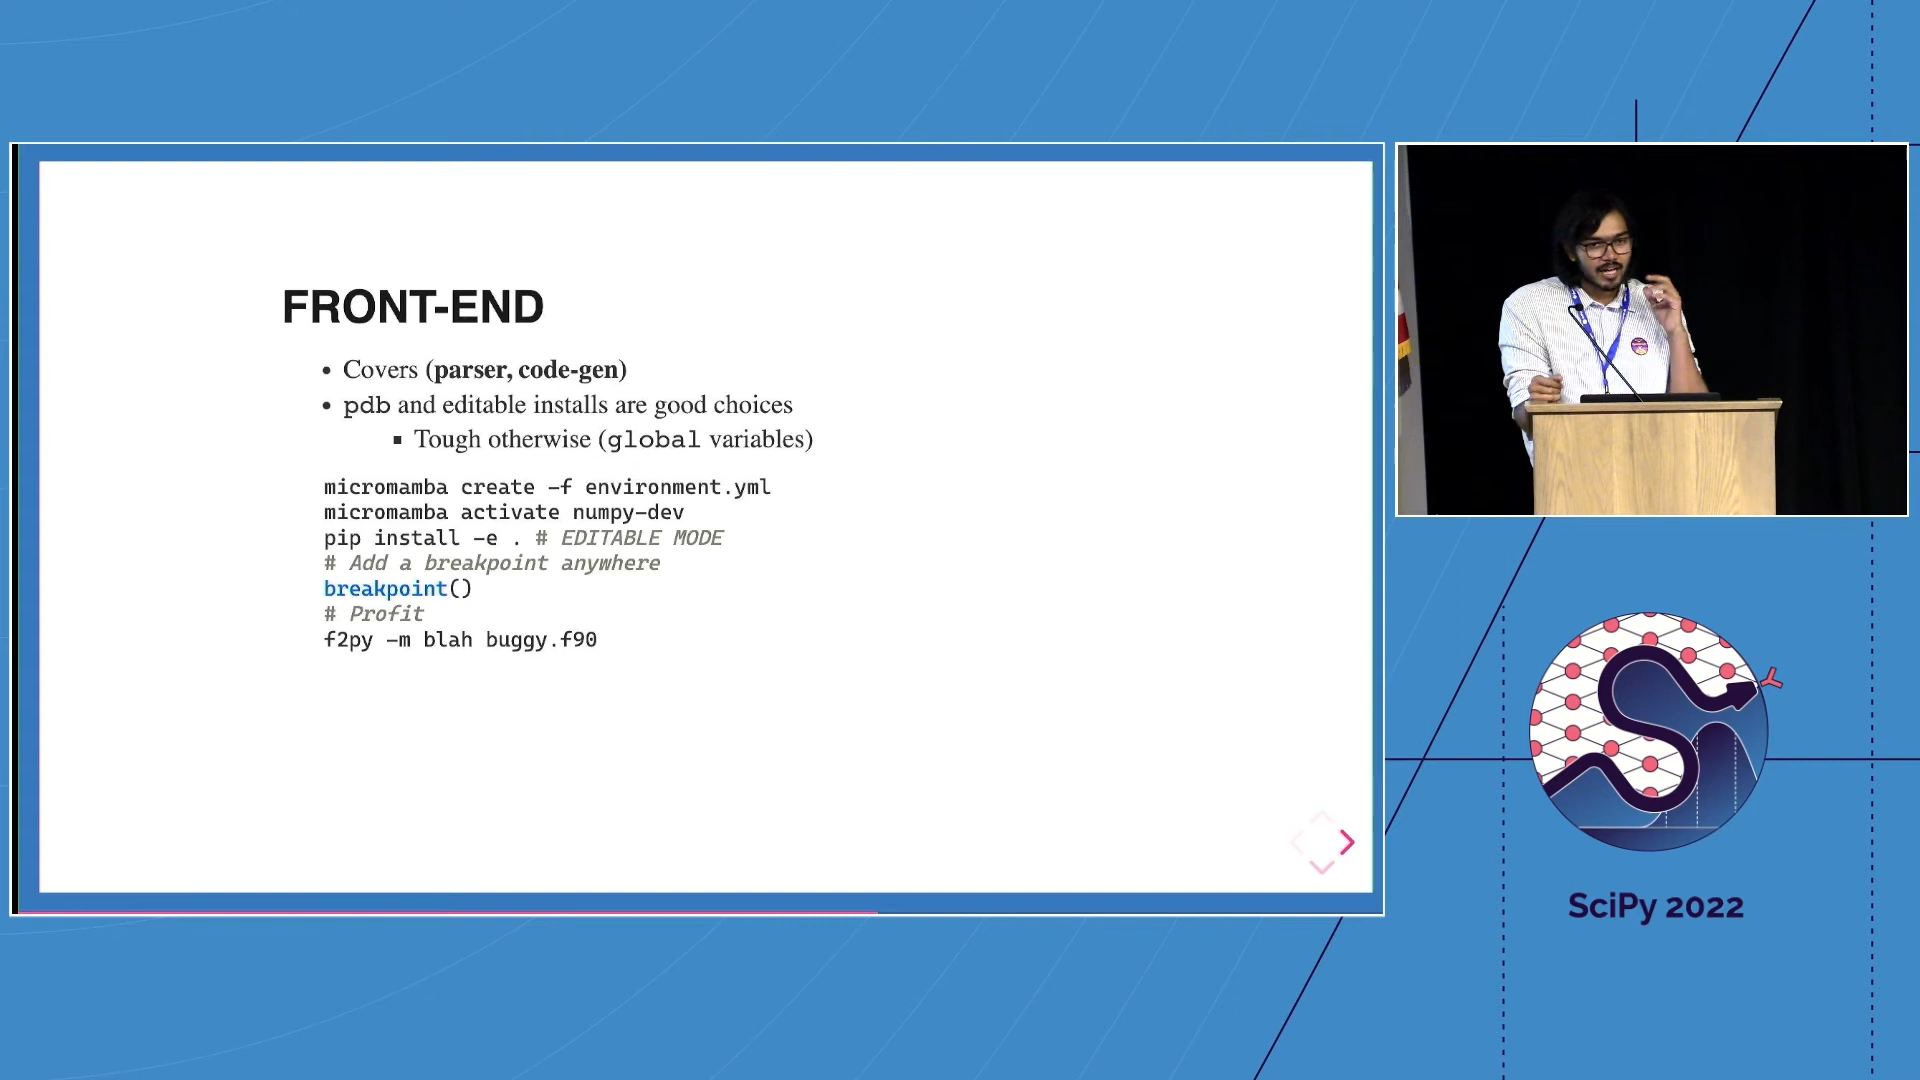 FRONT-END
• Covers (parser, code-gen)
• pdb and editable installs are good choices
▪ Tough otherwise (global variables)
micromamba create -f environment.yml
micromamba activate numpy-dev
pip install -e . # EDITABLE MODE
# Add a breakpoint anywhere
breakpoint()
# Profit
f2py -m blah buggy.f90
SciPy 2022